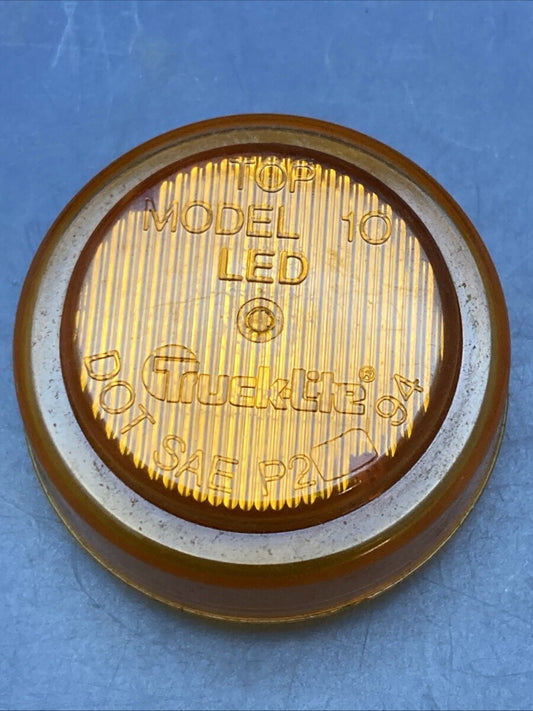 TOP
MODEL 10
LED
Truck-Lite®
DOT SAE P2 94